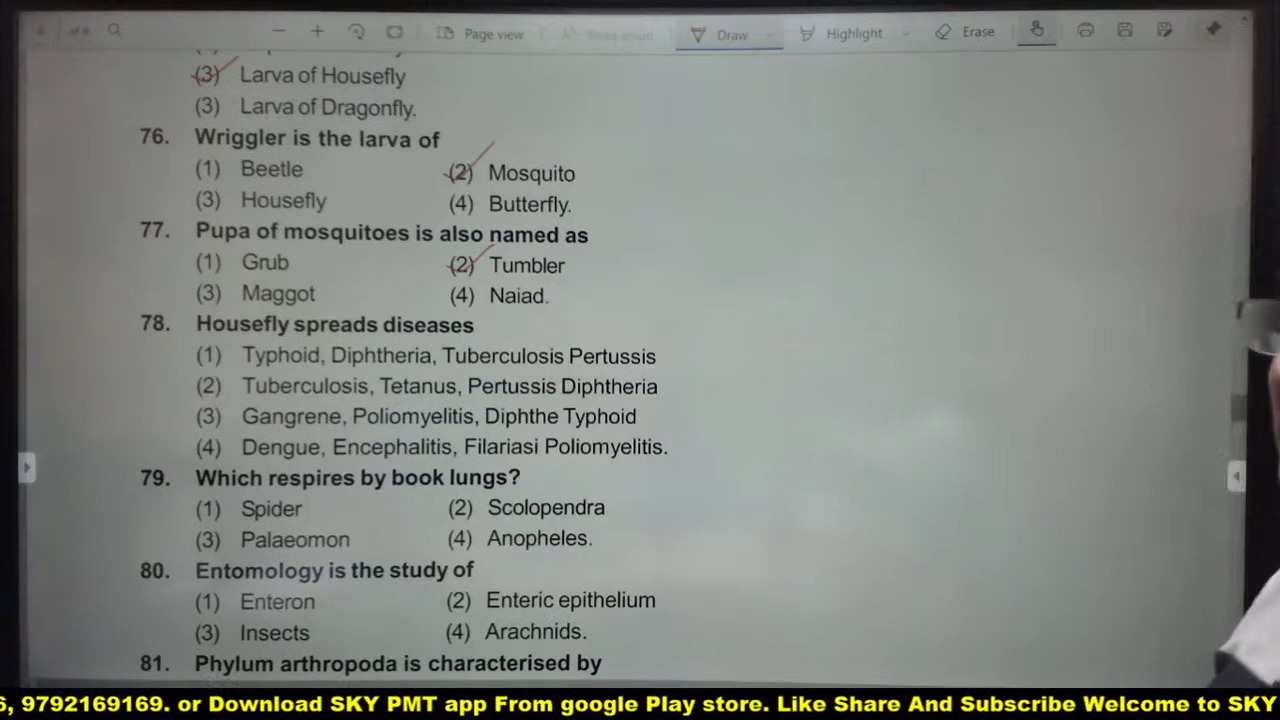 Page view
Draw
Highlight
Erase
(3) Larva of Housefly
(3) Larva of Dragonfly.
76. Wriggler is the larva of
(1) Beetle (2) Mosquito
(3) Housefly (4) Butterfly.
77. Pupa of mosquitoes is also named as
(1) Grub (2) Tumbler
(3) Maggot (4) Naiad.
78. Housefly spreads diseases
(1) Typhoid, Diphtheria, Tuberculosis Pertussis
(2) Tuberculosis, Tetanus, Pertussis Diphtheria
(3) Gangrene, Poliomyelitis, Diphthe Typhoid
(4) Dengue, Encephalitis, Filariasi Poliomyelitis.
79. Which respires by book lungs?
(1) Spider (2) Scolopendra
(3) Palaeomon (4) Anopheles.
80. Entomology is the study of
(1) Enteron (2) Enteric epithelium
(3) Insects (4) Arachnids.
81. Phylum arthropoda is characterised by
6, 9792169169. or Download SKY PMT app From google Play store. Like Share And Subscribe Welcome to SKY